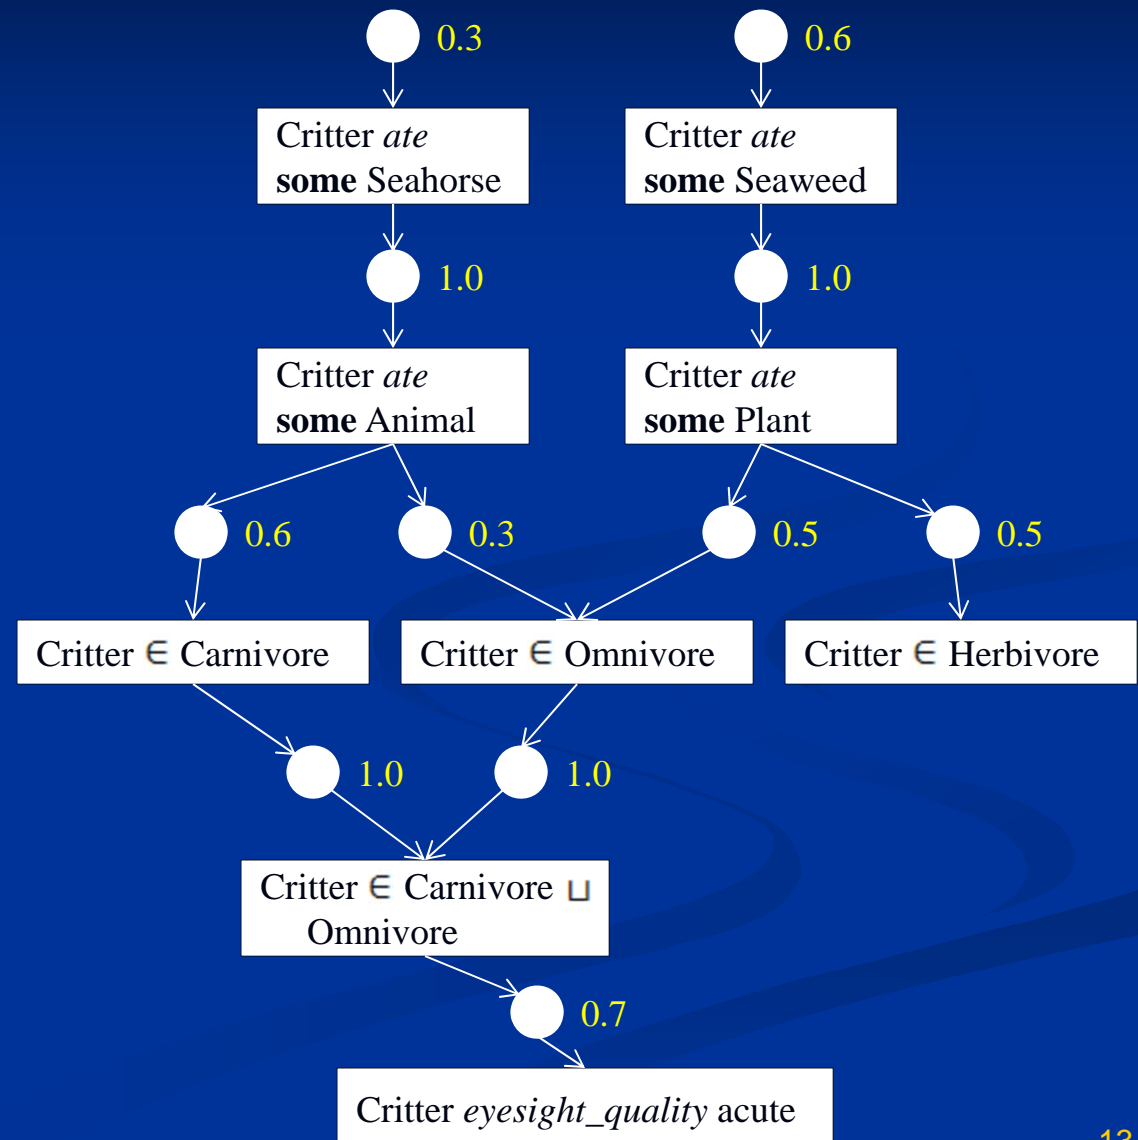 0.3
0.6
Critter ate
some Seahorse
Critter ate
some Seaweed
1.0
1.0
Critter ate
some Animal
Critter ate
some Plant
0.6
0.3
0.5
0.5
Critter ∈ Carnivore
Critter ∈ Omnivore
Critter ∈ Herbivore
1.0
1.0
Critter ∈ Carnivore ⊔
Omnivore
0.7
Critter eyesight_quality acute
13